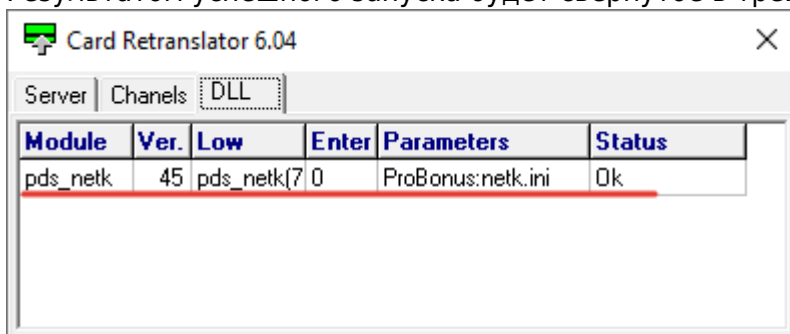 Card Retranslator 6.04
Server Chanels DLL
Module Ver. Low Enter Parameters Status
pds_netk 45 pds_netk(7 0 ProBonus:netk.ini Ok